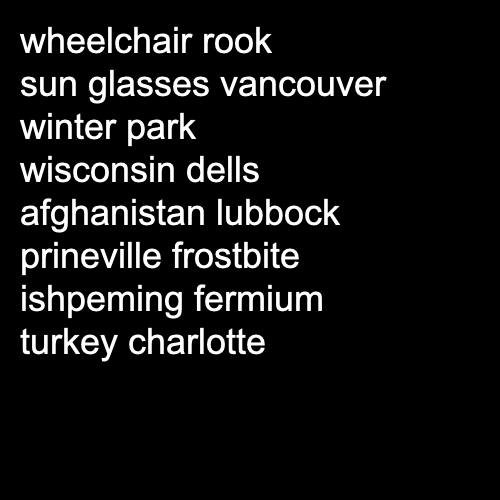 wheelchair rook
sun glasses vancouver
winter park
wisconsin dells
afghanistan lubbock
prineville frostbite
ishpeming fermium
turkey charlotte